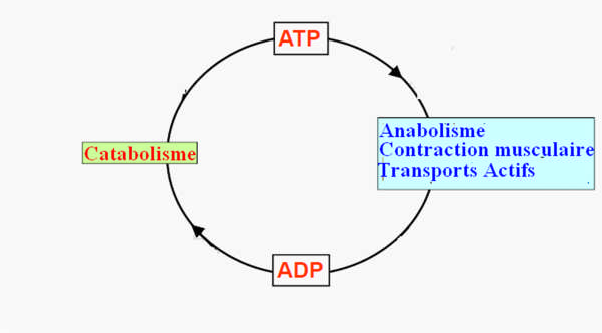 ATP
Anabolisme
Contraction musculaire
Transports Actifs
Catabolisme
ADP